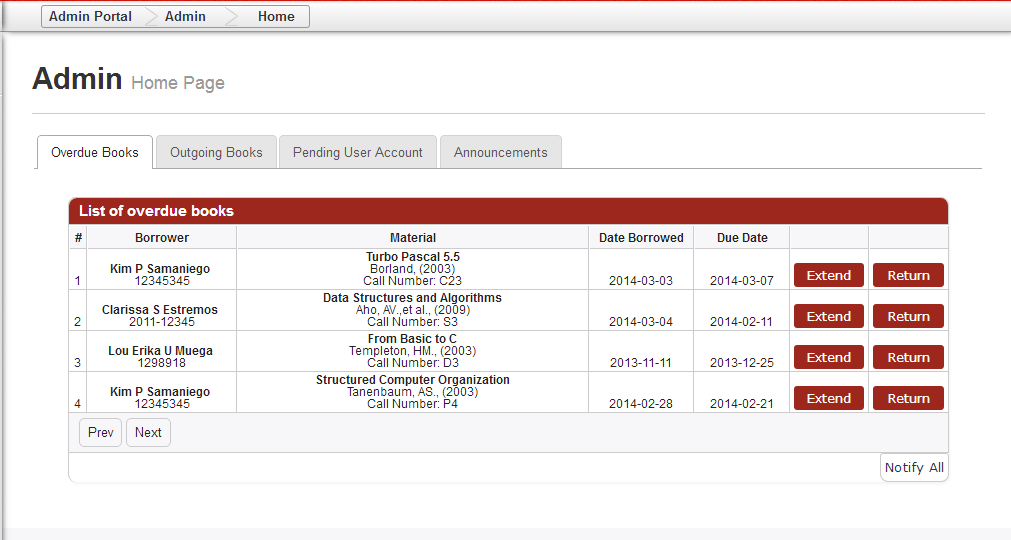 Admin Portal Admin Home
Admin Home Page
Overdue Books Outgoing Books Pending User Account Announcements
List of overdue books
# Borrower Material Date Borrowed Due Date
Turbo Pascal 5.5
Kim P Samaniego Borland, (2003)
1 12345345 Call Number: C23 2014-03-03 2014-03-07 Extend Return
Data Structures and Algorithms
Clarissa S Estremos Aho, AV.,et al., (2009)
2 2011-12345 Call Number: S3 2014-03-04 2014-02-11 Extend Return
From Basic to C
Lou Erika U Muega Templeton, HM., (2003)
3 1298918 Call Number: D3 2013-11-11 2013-12-25 Extend Return
Structured Computer Organization
Kim P Samaniego Tanenbaum, AS., (2003)
4 12345345 Call Number: P4 2014-02-28 2014-02-21 Extend Return
Prev Next
Notify All